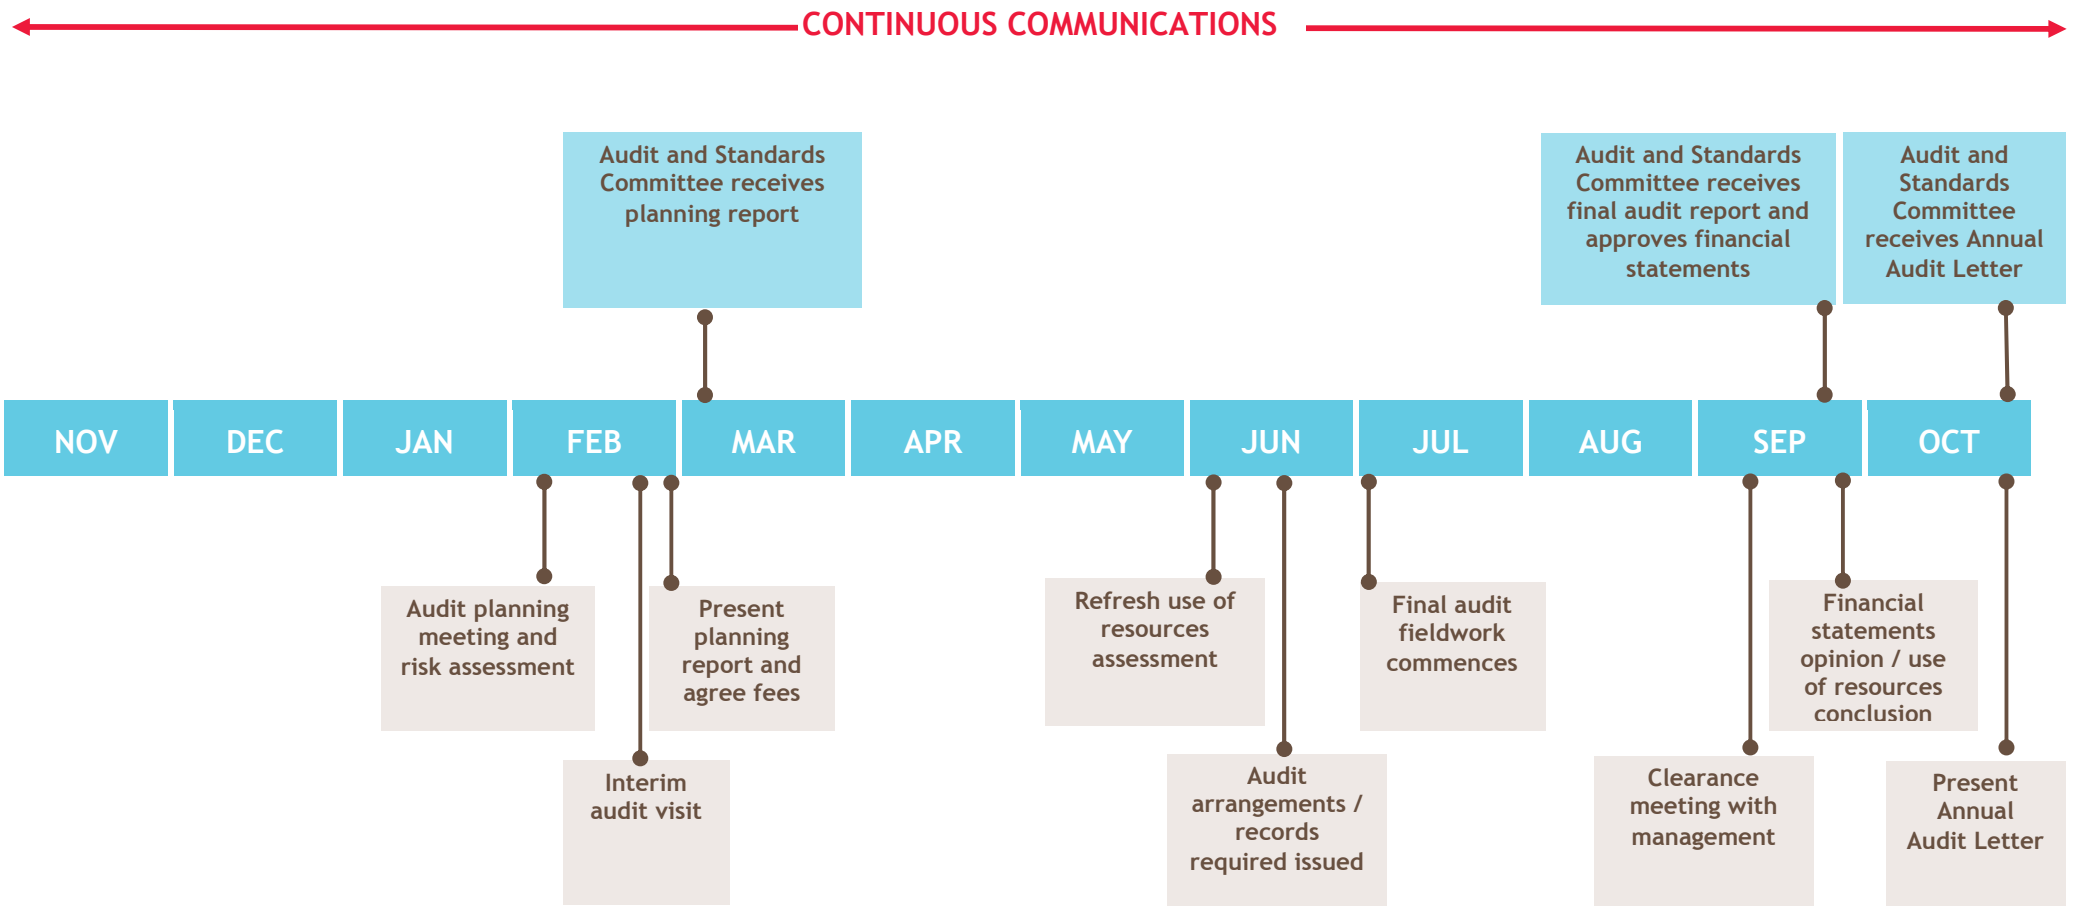 CONTINUOUS COMMUNICATIONS
Audit and Standards
Committee receives
planning report
Audit and Standards
Committee receives
final audit report and
approves financial
statements
Audit and
Standards
Committee
receives Annual
Audit Letter
NOV
DEC
JAN
FEB
MAR
APR
MAY
JUN
JUL
AUG
SEP
OCT
Audit planning
meeting and
risk assessment
Present
planning
report and
agree fees
Refresh use of
resources
assessment
Final audit
fieldwork
commences
Financial
statements
opinion / use
of resources
conclusion
Interim
audit visit
Audit
arrangements /
records
required issued
Clearance
meeting with
management
Present
Annual
Audit Letter